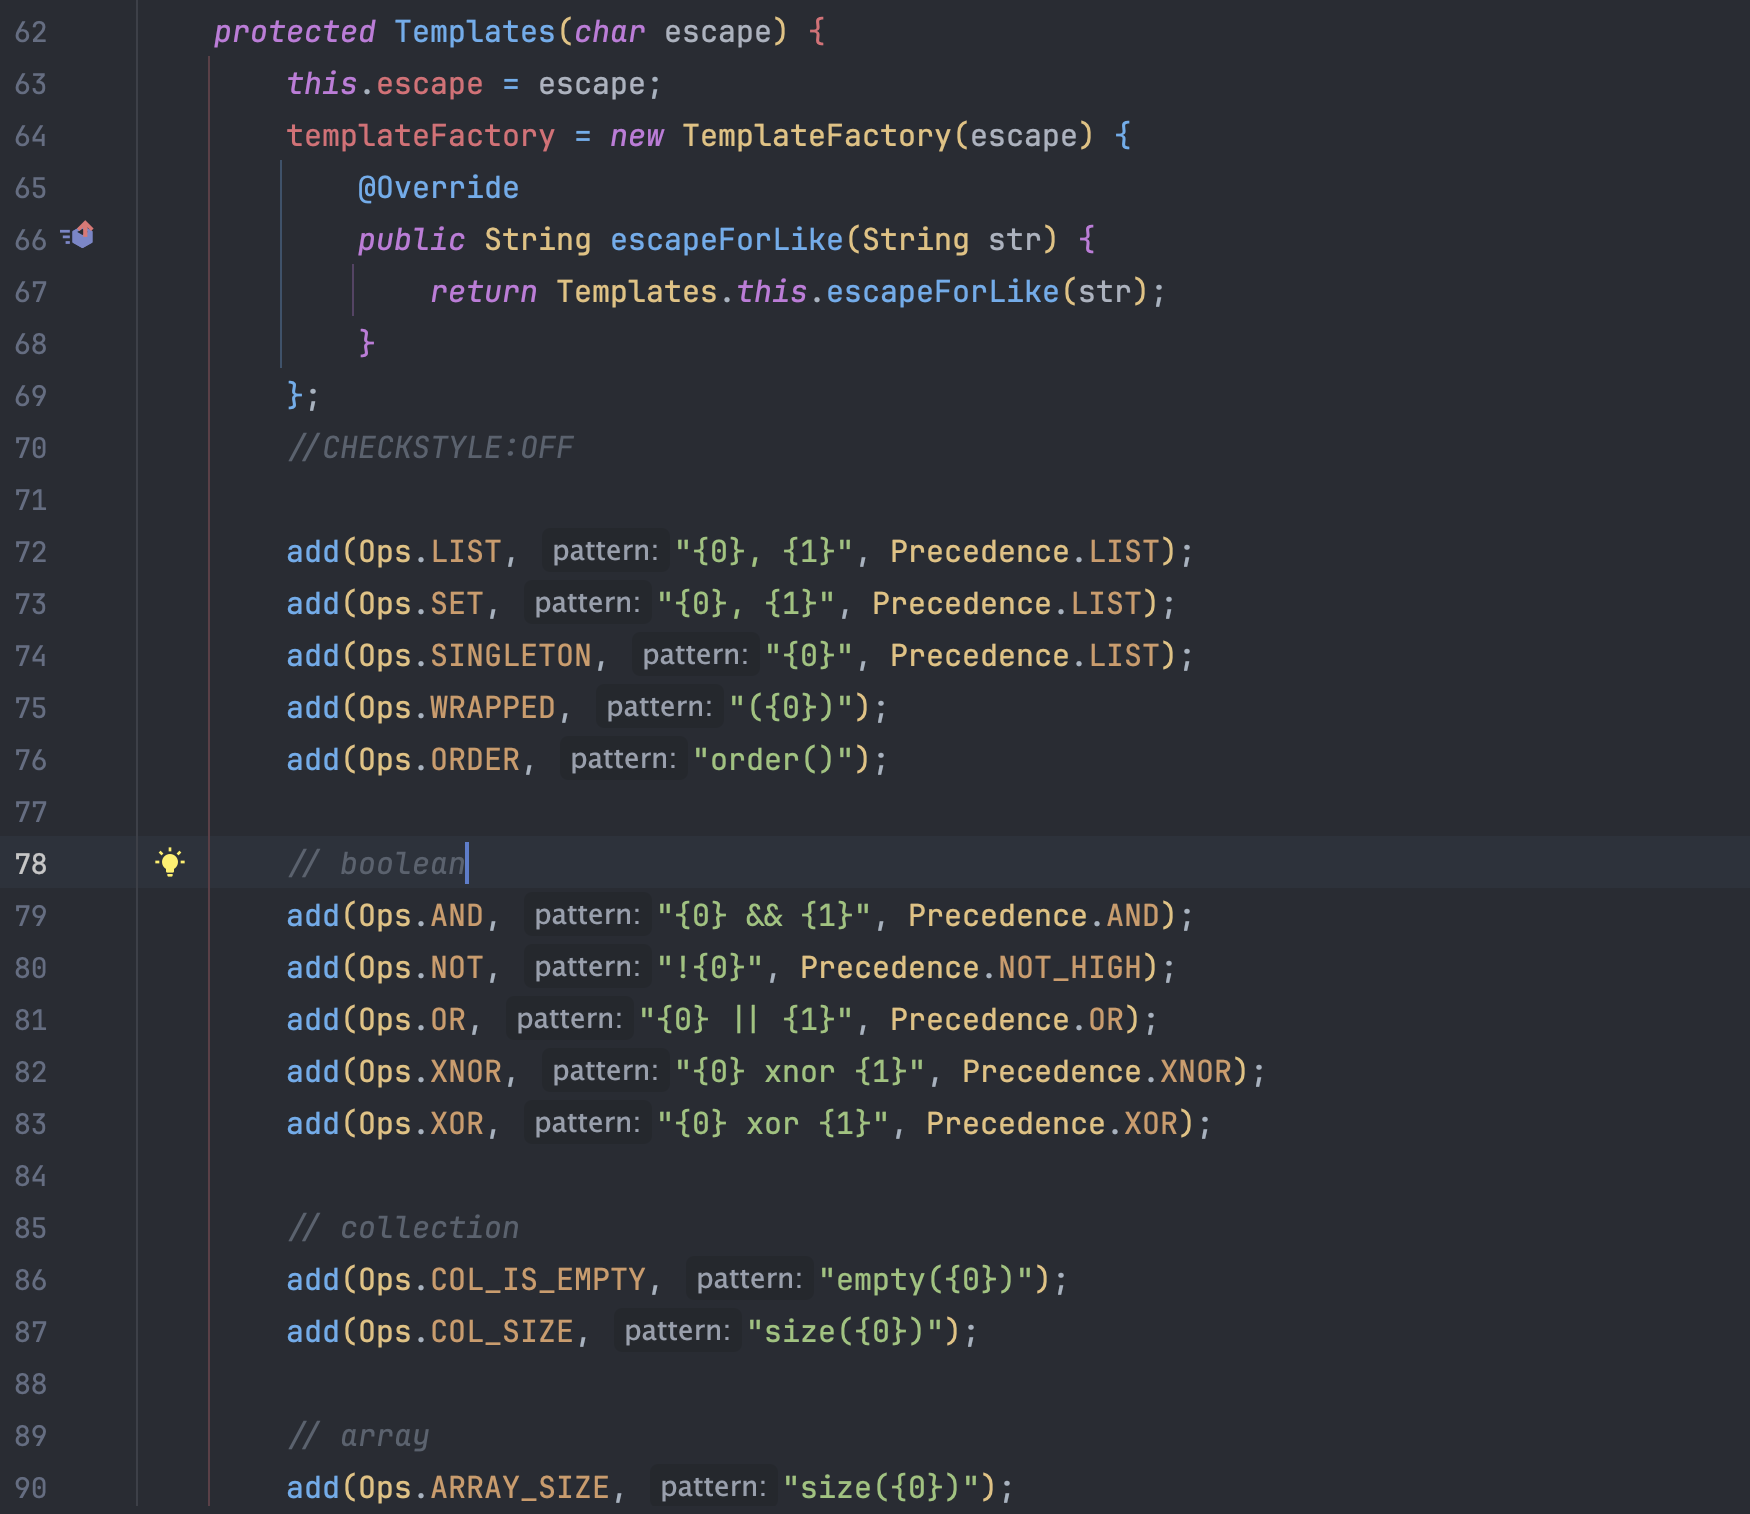 62 protected Templates(char escape) {
63 this.escape = escape;
64 templateFactory = new TemplateFactory(escape) {
65 @Override
66 public String escapeForLike(String str) {
67 return Templates.this.escapeForLike(str);
68 }
69 };
70 //CHECKSTYLE:OFF
71
72 add(Ops.LIST, pattern: "{0}, {1}", Precedence.LIST);
73 add(Ops.SET, pattern: "{0}, {1}", Precedence.LIST);
74 add(Ops.SINGLETON, pattern: "{0}", Precedence.LIST);
75 add(Ops.WRAPPED, pattern: "({0})");
76 add(Ops.ORDER, pattern: "order()");
77
78 // boolean
79 add(Ops.AND, pattern: "{0} && {1}", Precedence.AND);
80 add(Ops.NOT, pattern: "!{0}", Precedence.NOT_HIGH);
81 add(Ops.OR, pattern: "{0} || {1}", Precedence.OR);
82 add(Ops.XNOR, pattern: "{0} xnor {1}", Precedence.XNOR);
83 add(Ops.XOR, pattern: "{0} xor {1}", Precedence.XOR);
84
85 // collection
86 add(Ops.COL_IS_EMPTY, pattern: "empty({0})");
87 add(Ops.COL_SIZE, pattern: "size({0})");
88
89 // array
90 add(Ops.ARRAY_SIZE, pattern: "size({0})");